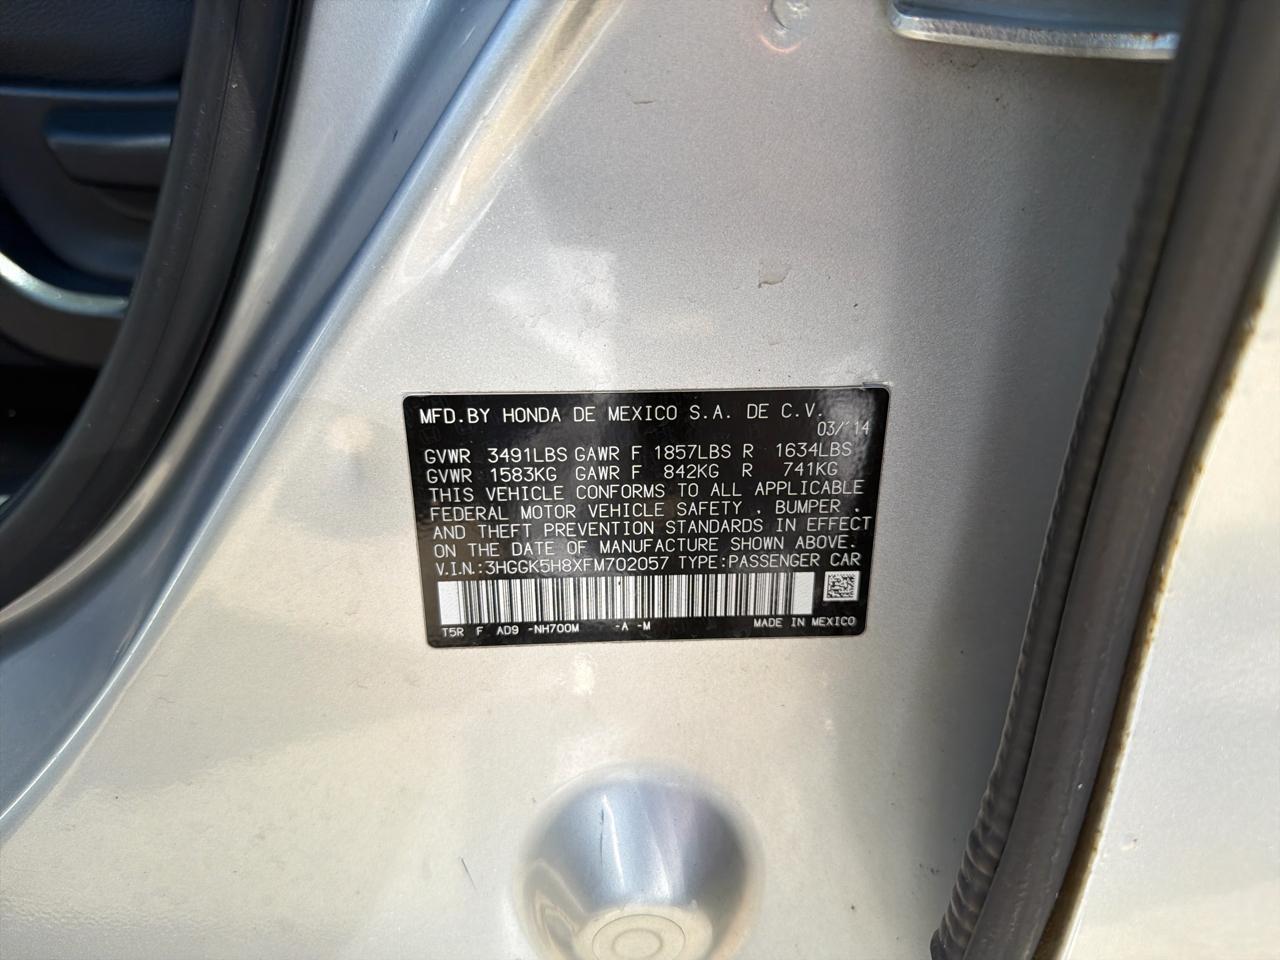 MFD.BY HONDA DE MEXICO S.A. DE C.V.
03/'14
GVWR 3491LBS GAWR F 1857LBS R 1634LBS
GVWR 1583KG GAWR F 842KG R 741KG
THIS VEHICLE CONFORMS TO ALL APPLICABLE
FEDERAL MOTOR VEHICLE SAFETY , BUMPER ,
AND THEFT PREVENTION STANDARDS IN EFFECT
ON THE DATE OF MANUFACTURE SHOWN ABOVE.
V.I.N.:3HGGK5H8XFM702057 TYPE:PASSENGER CAR
T5R F AD9 -NH700M -A -M MADE IN MEXICO